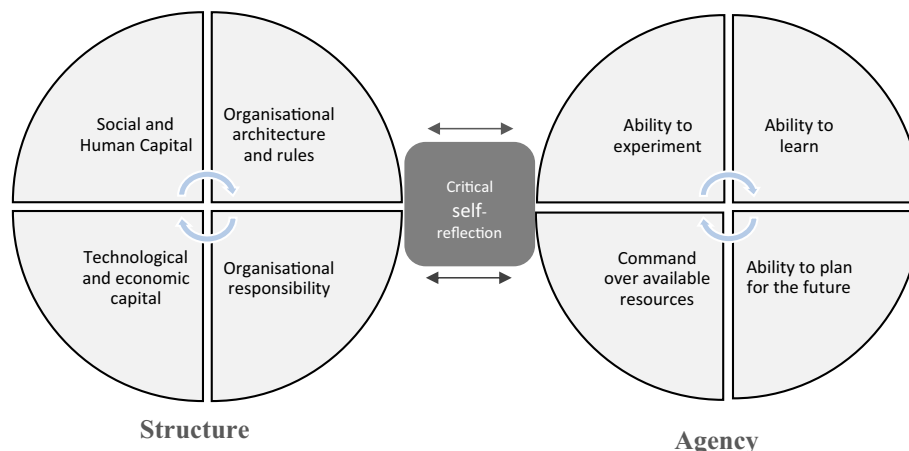 Social and
Human Capital
Organisational
architecture
and rules
Technological
and economic
capital
Organisational
responsibility
Critical
self-
reflection
Ability to
experiment
Ability to
learn
Command
over available
resources
Ability to plan
for the future
Structure
Agency